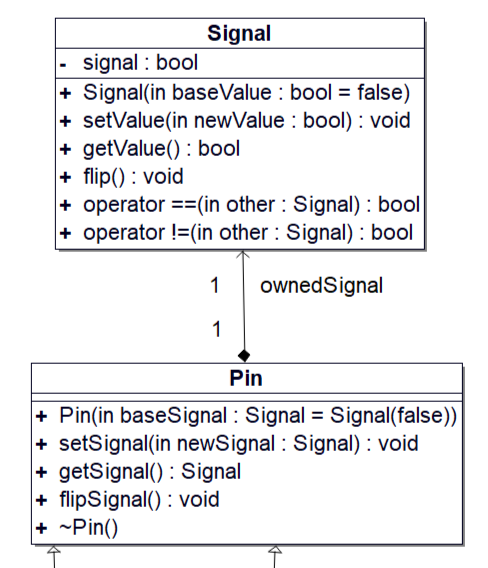 Signal
- signal : bool
+ Signal(in baseValue : bool = false)
+ setValue(in newValue : bool) : void
+ getValue() : bool
+ flip() : void
+ operator ==(in other : Signal) : bool
+ operator !=(in other : Signal) : bool
1 ownedSignal
1
Pin
+ Pin(in baseSignal : Signal = Signal(false))
+ setSignal(in newSignal : Signal) : void
+ getSignal() : Signal
+ flipSignal() : void
+ ~Pin()